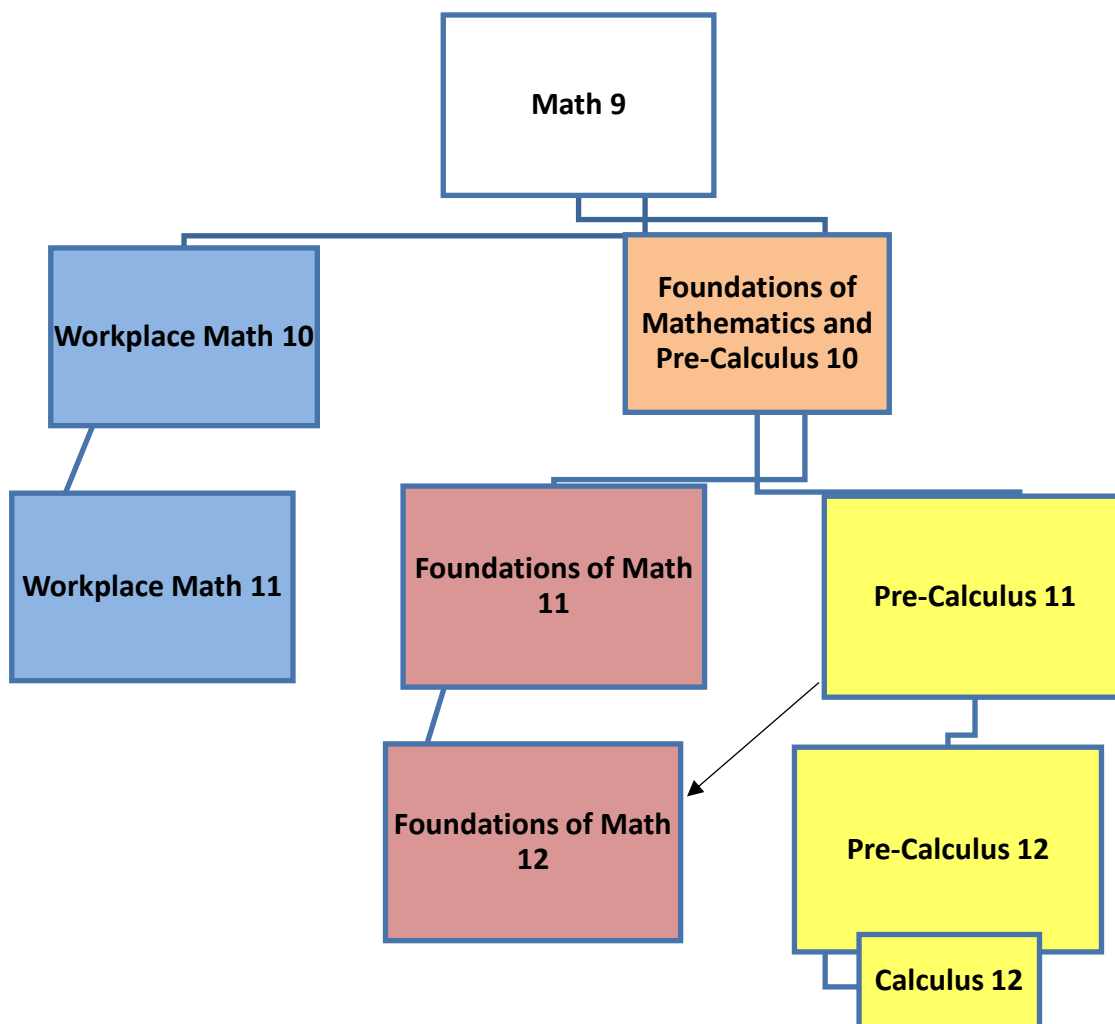 Math 9
Foundations of
Mathematics and
Pre-Calculus 10
Workplace Math 10
Workplace Math 11
Foundations of Math
11
Pre-Calculus 11
Foundations of Math
12
Pre-Calculus 12
Calculus 12